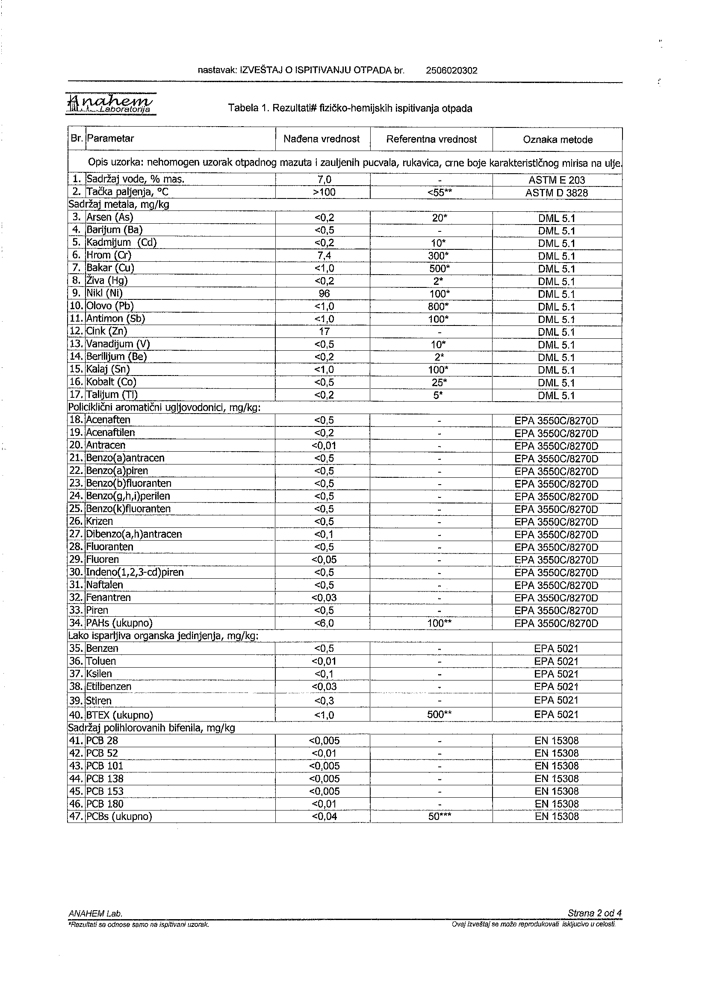 nastavak: IZVEŠTAJ O ISPITIVANJU OTPADA br. 2506020302
Anahem
Laboratorija
Tabela 1. Rezultati# fizičko-hemijskih ispitivanja otpada
Br. Parametar Nađena vrednost Referentna vrednost Oznaka metode
Opis uzorka: nehomogen uzorak otpadnog mazuta i zauljenih pucvala, rukavica, crne boje karakterističnog mirisa na ulje.
1. Sadržaj vode, % mas. 7,0 - ASTM E 203
2. Tačka paljenja, °C >100 <55** ASTM D 3828
Sadržaj metala, mg/kg
3. Arsen (As) <0,2 20* DML 5.1
4. Barijum (Ba) <0,5 - DML 5.1
5. Kadmijum (Cd) <0,2 10* DML 5.1
6. Hrom (Cr) 7,4 300* DML 5.1
7. Bakar (Cu) <1,0 500* DML 5.1
8. Živa (Hg) <0,2 2* DML 5.1
9. Nikl (Ni) 96 100* DML 5.1
10. Olovo (Pb) <1,0 800* DML 5.1
11. Antimon (Sb) <1,0 100* DML 5.1
12. Cink (Zn) 17 - DML 5.1
13. Vanadijum (V) <0,5 10* DML 5.1
14. Berilijum (Be) <0,2 2* DML 5.1
15. Kalaj (Sn) <1,0 100* DML 5.1
16. Kobalt (Co) <0,5 25* DML 5.1
17. Talijum (Tl) <0,2 5* DML 5.1
Policiklični aromatični ugljovodonici, mg/kg:
18. Acenaften <0,5 - EPA 3550C/8270D
19. Acenaftilen <0,2 - EPA 3550C/8270D
20. Antracen <0,01 - EPA 3550C/8270D
21. Benzo(a)antracen <0,5 - EPA 3550C/8270D
22. Benzo(a)piren <0,5 - EPA 3550C/8270D
23. Benzo(b)fluoranten <0,5 - EPA 3550C/8270D
24. Benzo(g,h,i)perilen <0,5 - EPA 3550C/8270D
25. Benzo(k)fluoranten <0,5 - EPA 3550C/8270D
26. Krizen <0,5 - EPA 3550C/8270D
27. Dibenzo(a,h)antracen <0,1 - EPA 3550C/8270D
28. Fluoranten <0,5 - EPA 3550C/8270D
29. Fluoren <0,05 - EPA 3550C/8270D
30. Indeno(1,2,3-cd)piren <0,5 - EPA 3550C/8270D
31. Naftalen <0,5 - EPA 3550C/8270D
32. Fenantren <0,03 - EPA 3550C/8270D
33. Piren <0,5 - EPA 3550C/8270D
34. PAHs (ukupno) <6,0 100** EPA 3550C/8270D
Lako isparljiva organska jedinjenja, mg/kg:
35. Benzen <0,5 - EPA 5021
36. Toluen <0,01 - EPA 5021
37. Ksilen <0,1 - EPA 5021
38. Etilbenzen <0,03 - EPA 5021
39. Stiren <0,3 - EPA 5021
40. BTEX (ukupno) <1,0 500** EPA 5021
Sadržaj polihlorovanih bifenila, mg/kg
41. PCB 28 <0,005 - EN 15308
42. PCB 52 <0,01 - EN 15308
43. PCB 101 <0,005 - EN 15308
44. PCB 138 <0,005 - EN 15308
45. PCB 153 <0,005 - EN 15308
46. PCB 180 <0,01 - EN 15308
47. PCBs (ukupno) <0,04 50*** EN 15308
ANAHEM Lab. Strana 2 od 4
*Rezultati se odnose samo na ispitivani uzorak. Ovaj izveštaj se može reprodukovati isključivo u celosti.